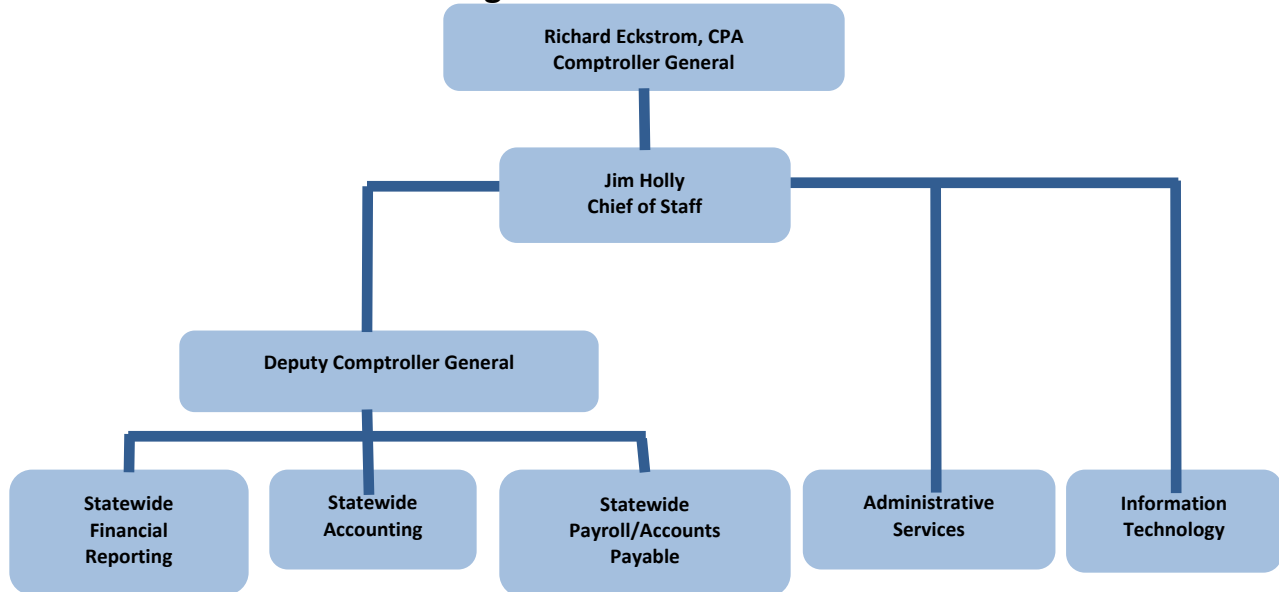 Richard Eckstrom, CPA
Comptroller General
Jim Holly
Chief of Staff
Deputy Comptroller General
Statewide
Financial
Reporting
Statewide
Accounting
Statewide
Payroll/Accounts
Payable
Administrative
Services
Information
Technology